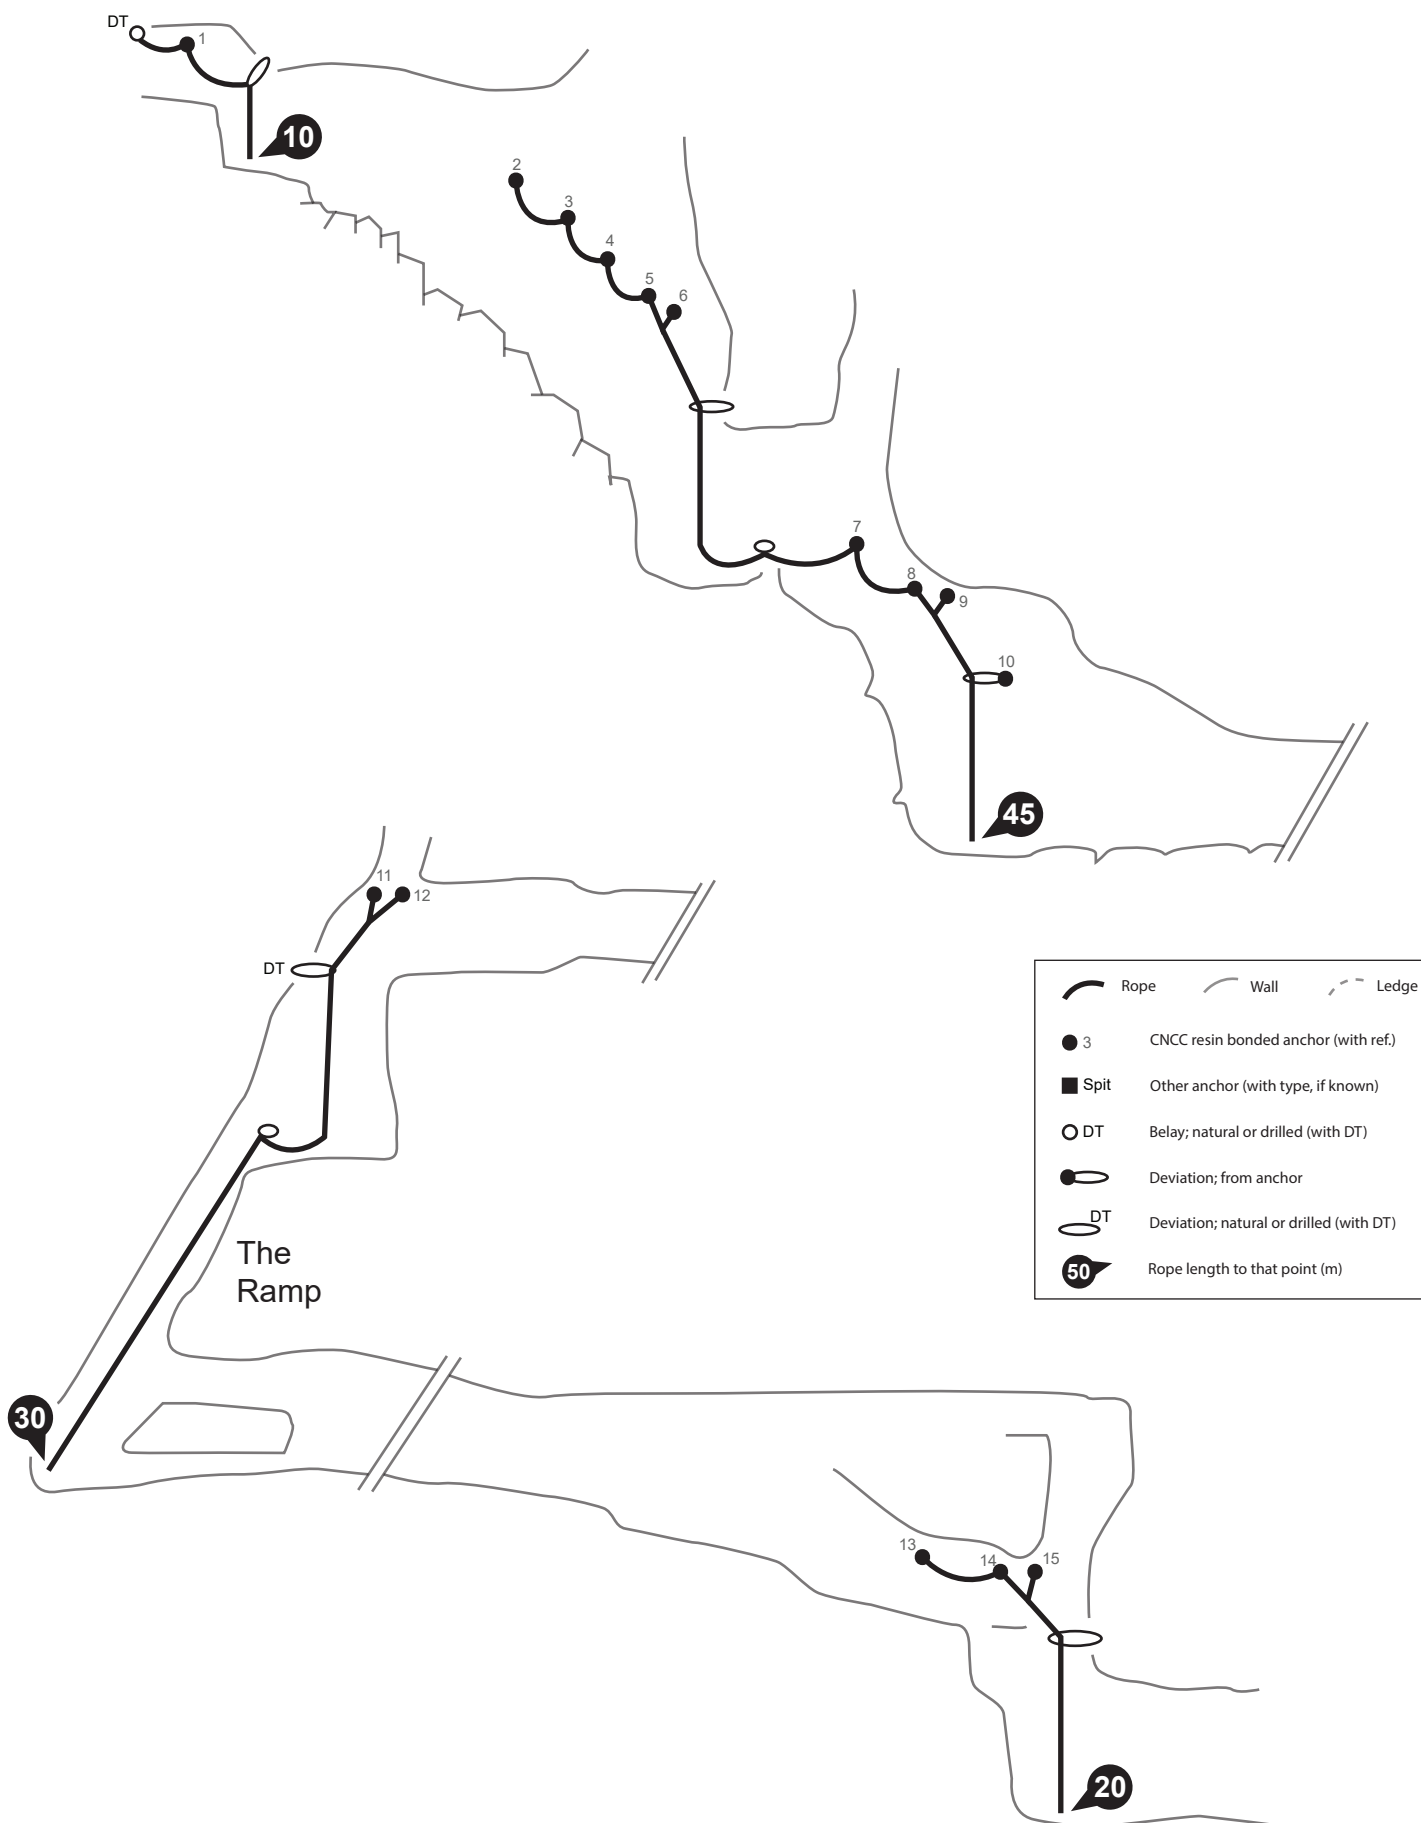 DT
1
10
2
3
4
5
6
7
8
9
10
45
11
12
DT
The
Ramp
30
Rope Wall Ledge
3 CNCC resin bonded anchor (with ref.)
Spit Other anchor (with type, if known)
DT Belay; natural or drilled (with DT)
Deviation; from anchor
DT Deviation; natural or drilled (with DT)
50 Rope length to that point (m)
13
14
15
20